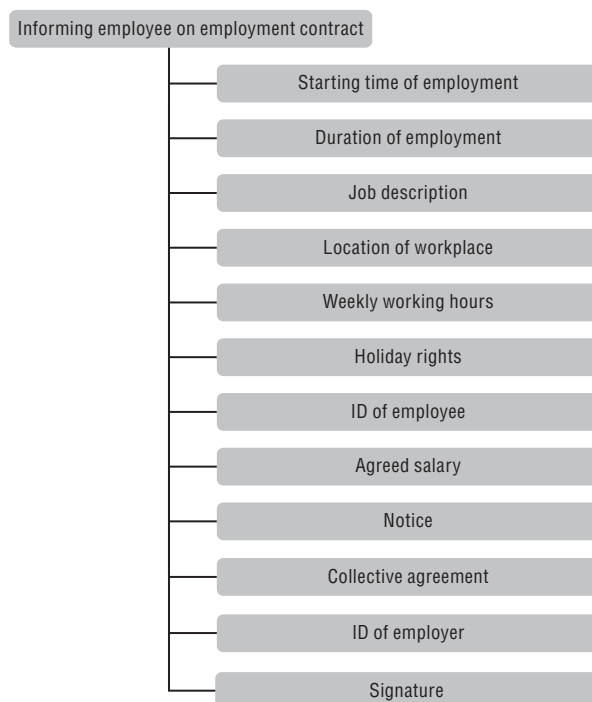 Informing employee on employment contract
Starting time of employment
Duration of employment
Job description
Location of workplace
Weekly working hours
Holiday rights
ID of employee
Agreed salary
Notice
Collective agreement
ID of employer
Signature